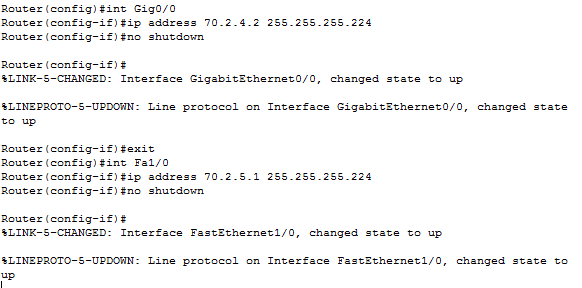 Router(config)#int Gig0/0
Router(config-if)#ip address 70.2.4.2 255.255.255.224
Router(config-if)#no shutdown
Router(config-if)#
%LINK-5-CHANGED: Interface GigabitEthernet0/0, changed state to up
%LINEPROTO-5-UPDOWN: Line protocol on Interface GigabitEthernet0/0, changed state
to up
Router(config-if)#exit
Router(config)#int Fa1/0
Router(config-if)#ip address 70.2.5.1 255.255.255.224
Router(config-if)#no shutdown
Router(config-if)#
%LINK-5-CHANGED: Interface FastEthernet1/0, changed state to up
%LINEPROTO-5-UPDOWN: Line protocol on Interface FastEthernet1/0, changed state to
up